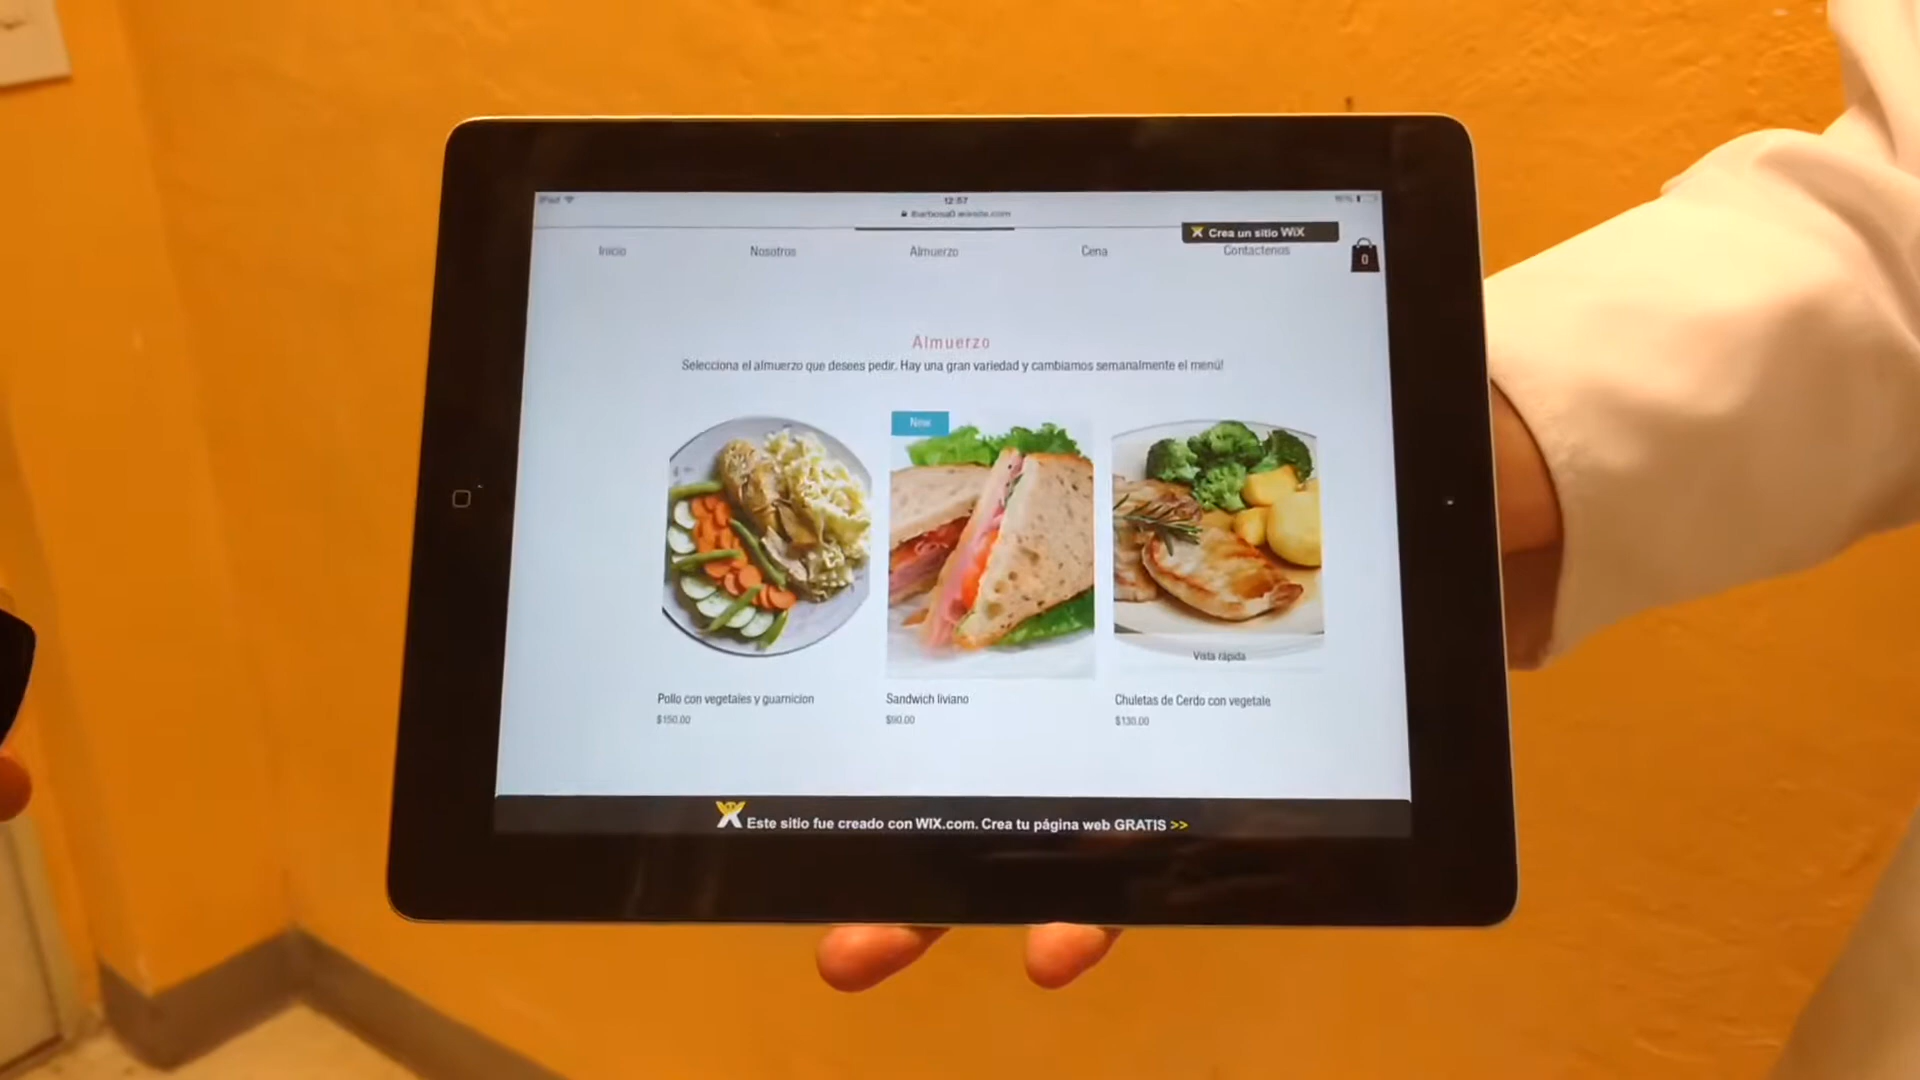 iPad
12:57
Crea un sitio WiX
Inicio
Nosotros
Almuerzo
Cena
Contactenos
0
Almuerzo
Selecciona el almuerzo que desees pedir. Hay una gran variedad y cambiamos semanalmente el menú!
New
Vista rápida
Pollo con vegetales y guarnicion
Sandwich liviano
Chuletas de Cerdo con vegetale
$150.00
$90.00
$130.00
Este sitio fue creado con WIX.com. Crea tu página web GRATIS >>